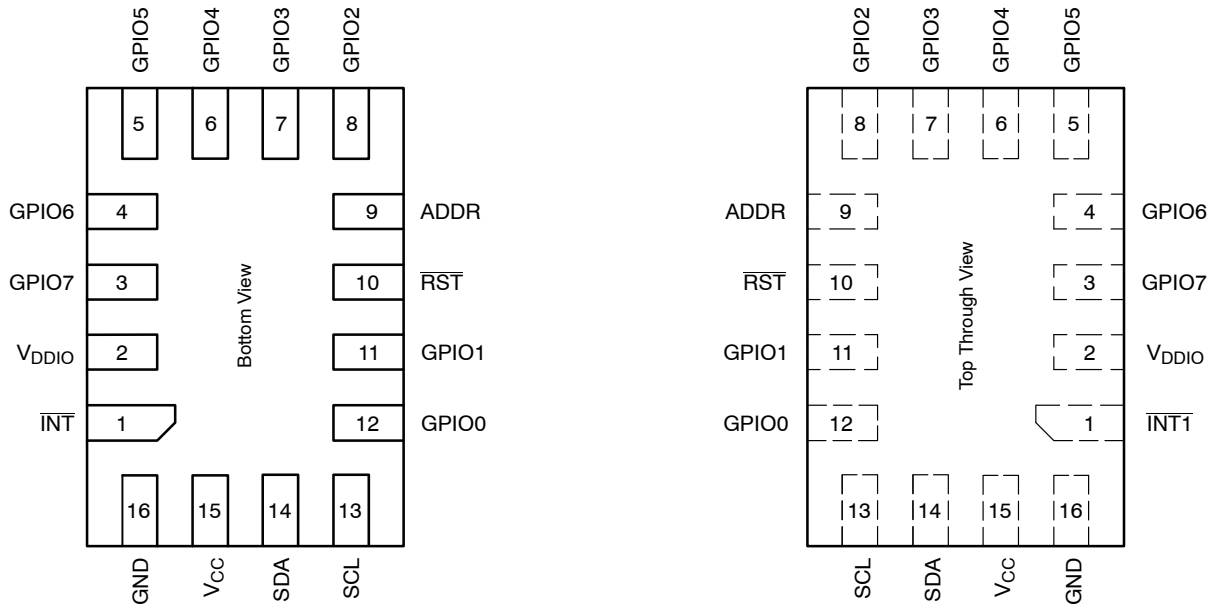 GPIO5
GPIO4
GPIO3
GPIO2
5
6
7
8
GPIO6
4
9
ADDR
GPIO7
3
10
RST
Bottom View
VDDIO
2
11
GPIO1
INT
1
12
GPIO0
16
15
14
13
GND
VCC
SDA
SCL
GPIO2
GPIO3
GPIO4
GPIO5
8
7
6
5
ADDR
9
4
GPIO6
RST
10
3
GPIO7
Top Through View
GPIO1
11
2
VDDIO
GPIO0
12
1
INT1
13
14
15
16
SCL
SDA
VCC
GND